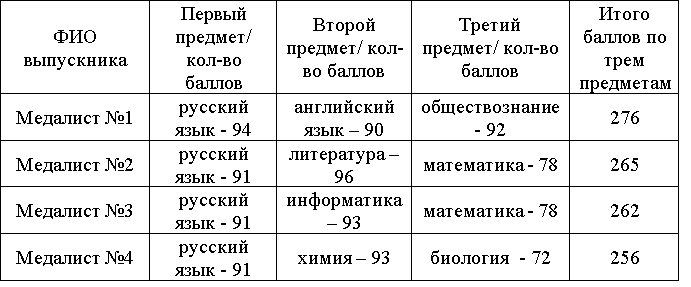 ФИО выпускника
Первый предмет/ кол-во баллов
Второй предмет/ кол-во баллов
Третий предмет/ кол-во баллов
Итого баллов по трем предметам
Медалист №1
русский язык - 94
английский язык – 90
обществознание - 92
276
Медалист №2
русский язык - 91
литература – 96
математика - 78
265
Медалист №3
русский язык - 91
информатика – 93
математика - 78
262
Медалист №4
русский язык - 91
химия – 93
биология - 72
256